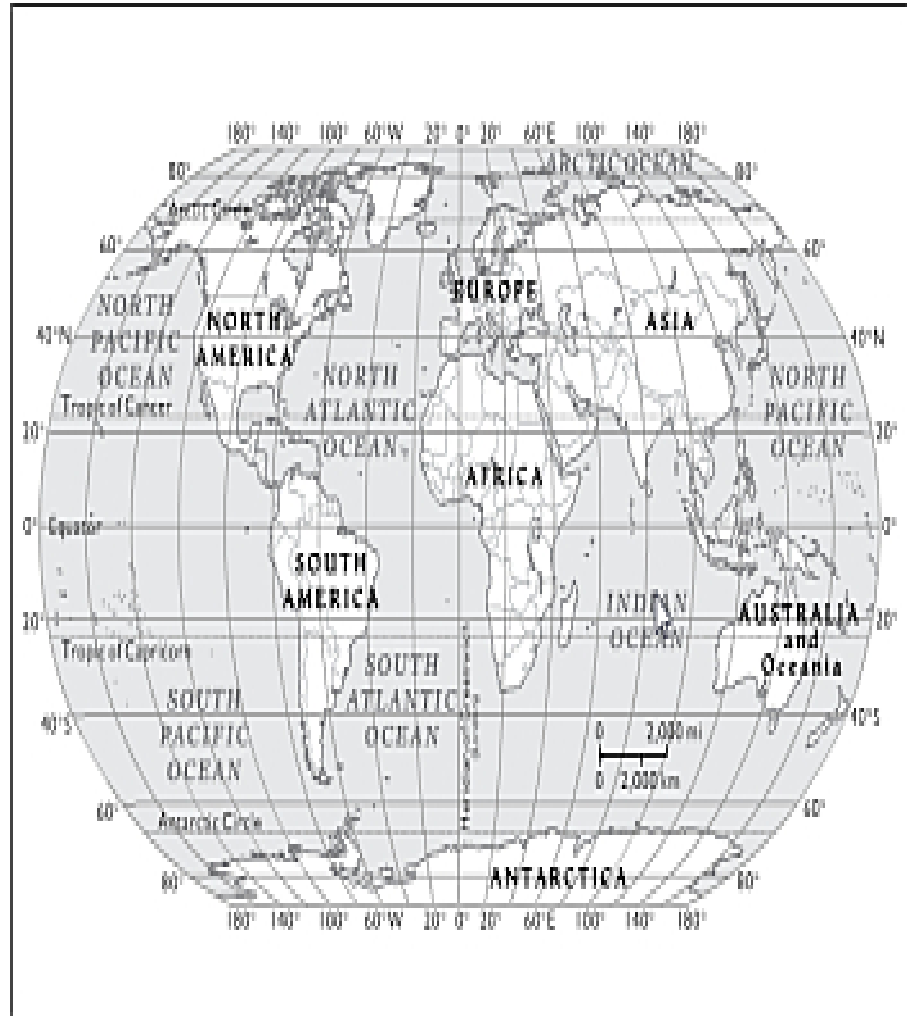 180° 140° 100° 60°W 20° 0° 20° 60°E 100° 140° 180°
ARCTIC OCEAN
80° 80°
Arctic Circle
60° 60°
EUROPE
NORTH
PACIFIC
OCEAN
NORTH
AMERICA
ASIA
40°N 40°N
NORTH
ATLANTIC
OCEAN
NORTH
PACIFIC
OCEAN
Tropic of Cancer
20° 20°
AFRICA
0° Equator 0°
SOUTH
AMERICA
INDIAN
OCEAN
AUSTRALIA
and
Oceania
20°
Tropic of Capricorn
SOUTH
ATLANTIC
OCEAN
SOUTH
PACIFIC
OCEAN
40°S 40°S
0 2,000 mi
0 2,000 km
60° 60°
Antarctic Circle
80° 80°
ANTARCTICA
180° 140° 100° 60°W 20° 0° 20° 60°E 100° 140° 180°